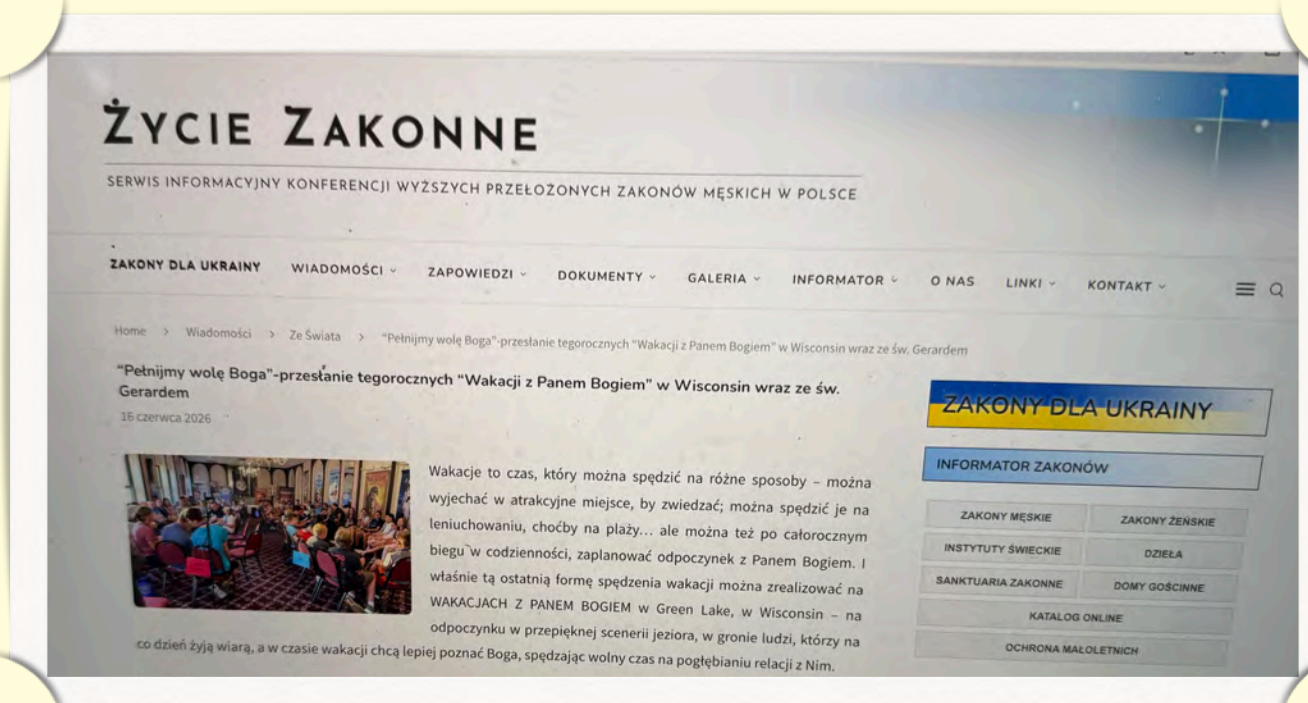 ŻYCIE ZAKONNE
SERWIS INFORMACYJNY KONFERENCJI WYŻSZYCH PRZEŁOŻONYCH ZAKONÓW MĘSKICH W POLSCE
ZAKONY DLA UKRAINY WIADOMOŚCI ZAPOWIEDZI DOKUMENTY GALERIA INFORMATOR O NAS LINKI KONTAKT
Home > Wiadomości > Ze Świata > “Pełnijmy wolę Boga”-przesłanie tegorocznych “Wakacji z Panem Bogiem” w Wisconsin wraz ze św. Gerardem
“Pełnijmy wolę Boga”-przesłanie tegorocznych “Wakacji z Panem Bogiem” w Wisconsin wraz ze św.
Gerardem
16 czerwca 2026
Wakacje to czas, który można spędzić na różne sposoby – można
wyjechać w atrakcyjne miejsce, by zwiedzać; można spędzić je na
leniuchowaniu, choćby na plaży… ale można też po całorocznym
biegu w codzienności, zaplanować odpoczynek z Panem Bogiem. I
właśnie tą ostatnią formę spędzenia wakacji można zrealizować na
WAKACJACH Z PANEM BOGIEM w Green Lake, w Wisconsin – na
odpoczynku w przepięknej scenerii jeziora, w gronie ludzi, którzy na
co dzień żyją wiarą, a w czasie wakacji chcą lepiej poznać Boga, spędzając wolny czas na pogłębianiu relacji z Nim.
ZAKONY DLA UKRAINY
INFORMATOR ZAKONÓW
ZAKONY MĘSKIE ZAKONY ŻEŃSKIE
INSTYTUTY ŚWIECKIE DZIEŁA
SANKTUARIA ZAKONNE DOMY GOŚCINNE
KATALOG ONLINE
OCHRONA MAŁOLETNICH